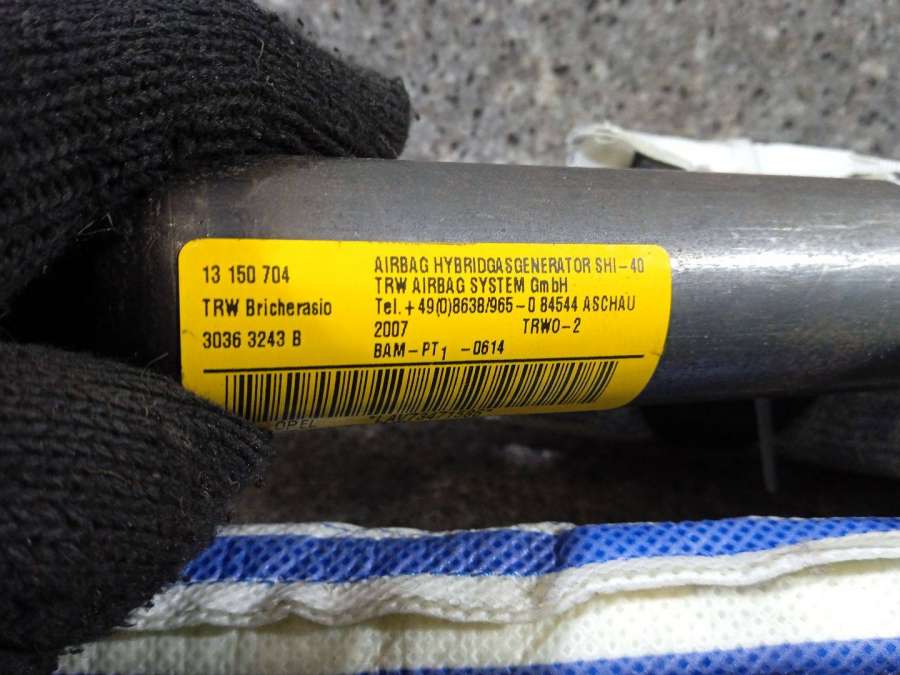 13 150 704
TRW Bricherasio
3036 3243 B
AIRBAG HYBRIDGASGENERATOR SHI-40
TRW AIRBAG SYSTEM GmbH
Tel. +49(0)8638/965-0 84544 ASCHAU
2007 TRWO-2
BAM-PT1 -0614
OPEL